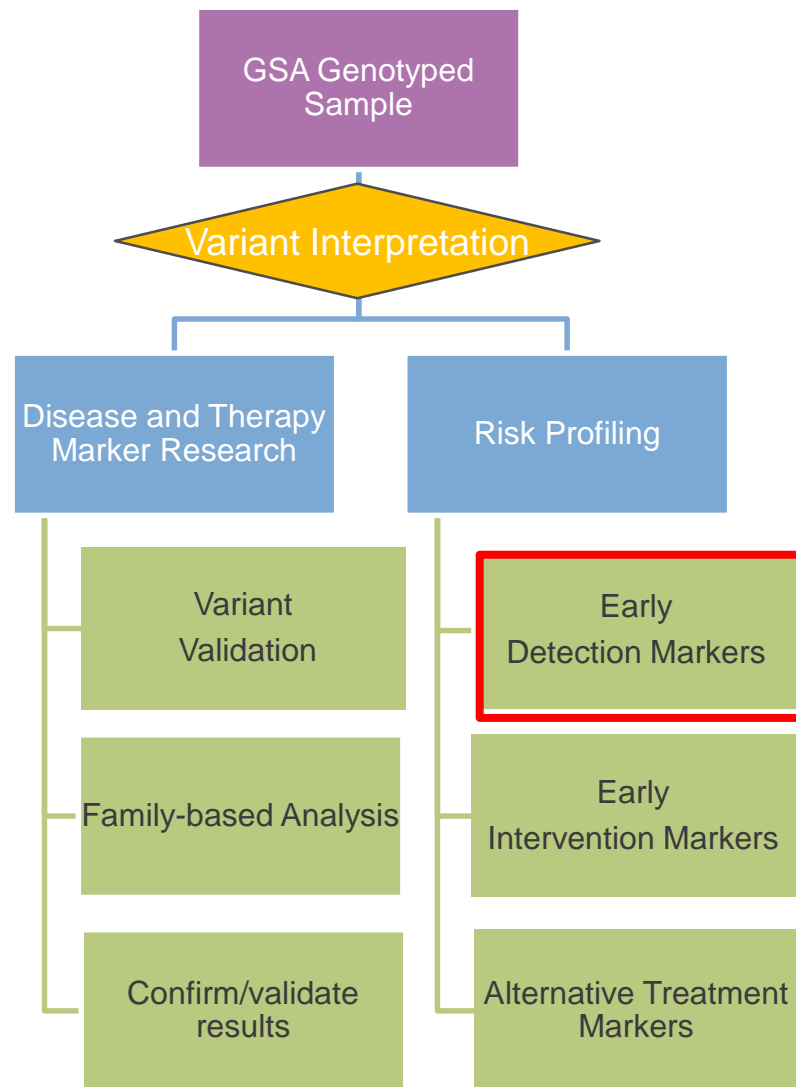 GSA Genotyped
Sample
Variant Interpretation
Disease and Therapy
Marker Research
Risk Profiling
Variant
Validation
Early
Detection Markers
Family-based Analysis
Early
Intervention Markers
Confirm/validate
results
Alternative Treatment
Markers